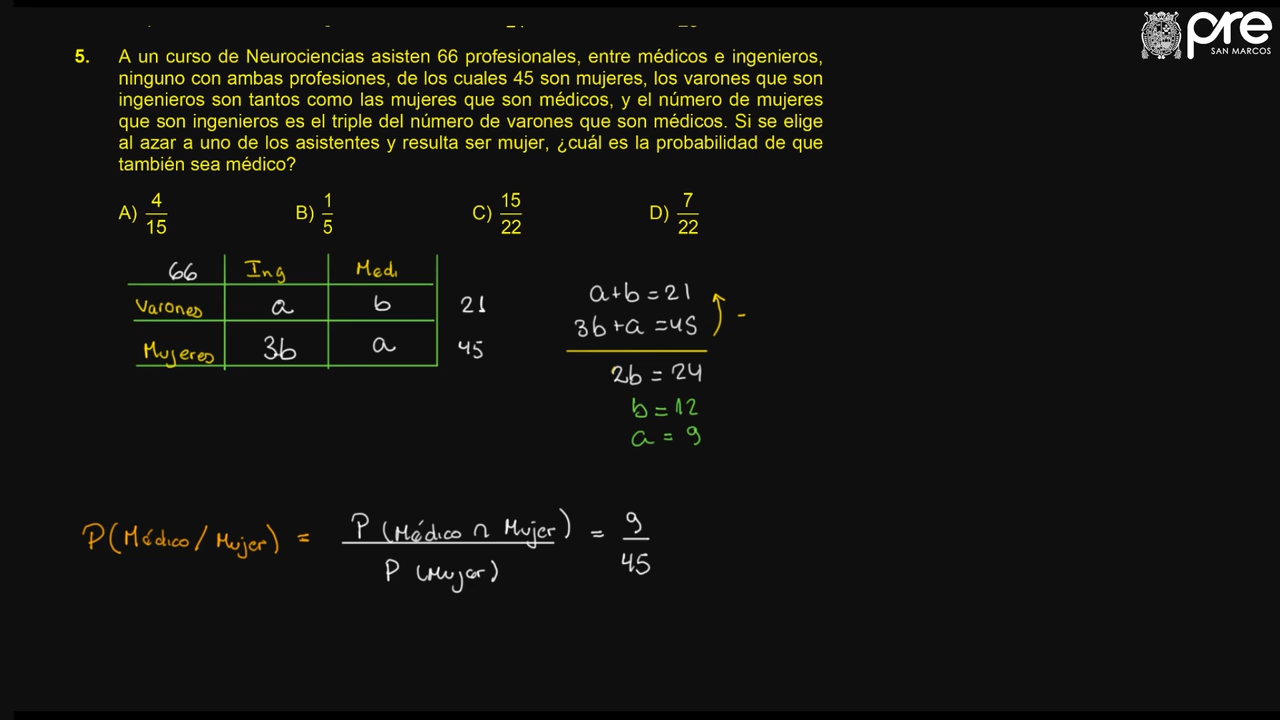 pre
SAN MARCOS
5. A un curso de Neurociencias asisten 66 profesionales, entre médicos e ingenieros,
ninguno con ambas profesiones, de los cuales 45 son mujeres, los varones que son
ingenieros son tantos como las mujeres que son médicos, y el número de mujeres
que son ingenieros es el triple del número de varones que son médicos. Si se elige
al azar a uno de los asistentes y resulta ser mujer, ¿cuál es la probabilidad de que
también sea médico?
A) 4/15 B) 1/5 C) 15/22 D) 7/22
66 Ing Medi
Varones a b 21
Mujeres 3b a 45
a+b=21
3b+a=45
-
2b=24
b=12
a=9
P(Médico/Mujer) = P(Médico ∩ Mujer)/P(Mujer) = 9/45